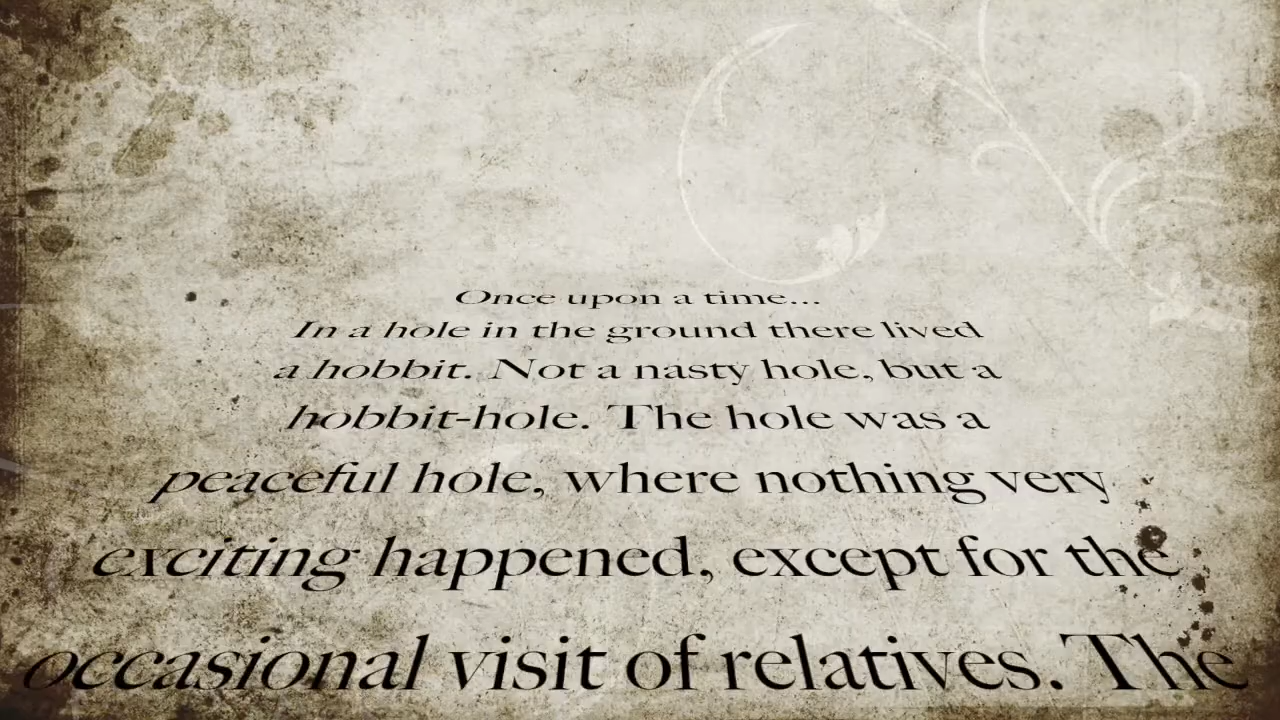 Once upon a time...
In a hole in the ground there lived
a hobbit. Not a nasty hole, but a
hobbit-hole. The hole was a
peaceful hole, where nothing very
exciting happened, except for the
occasional visit of relatives. The